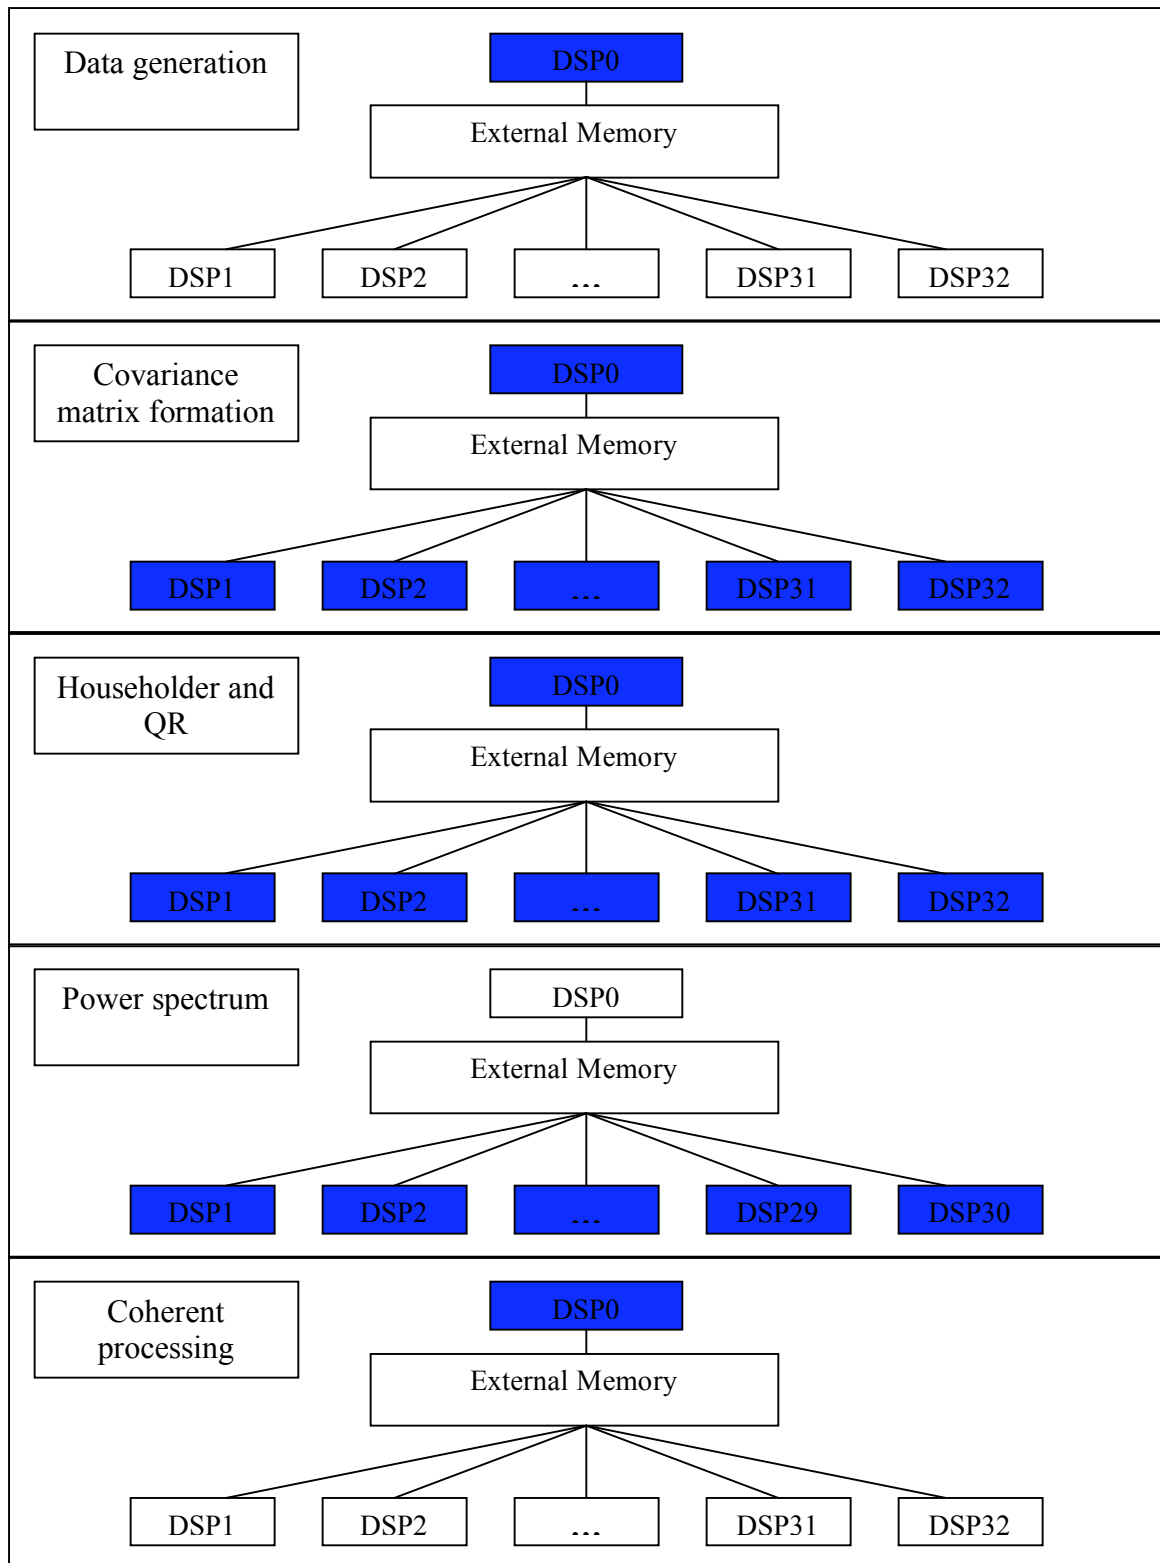 Data generation
DSP0
External Memory
DSP1 DSP2 ... DSP31 DSP32
Covariance
matrix formation
DSP0
External Memory
DSP1 DSP2 ... DSP31 DSP32
Householder and
QR
DSP0
External Memory
DSP1 DSP2 ... DSP31 DSP32
Power spectrum
DSP0
External Memory
DSP1 DSP2 ... DSP29 DSP30
Coherent
processing
DSP0
External Memory
DSP1 DSP2 ... DSP31 DSP32